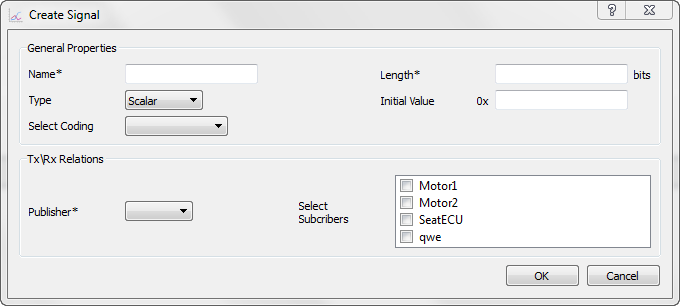 Create Signal
General Properties
Name*
Length*
bits
Type
Scalar
Initial Value
0x
Select Coding
Tx\Rx Relations
Publisher*
Select
Subcribers
Motor1
Motor2
SeatECU
qwe
OK
Cancel